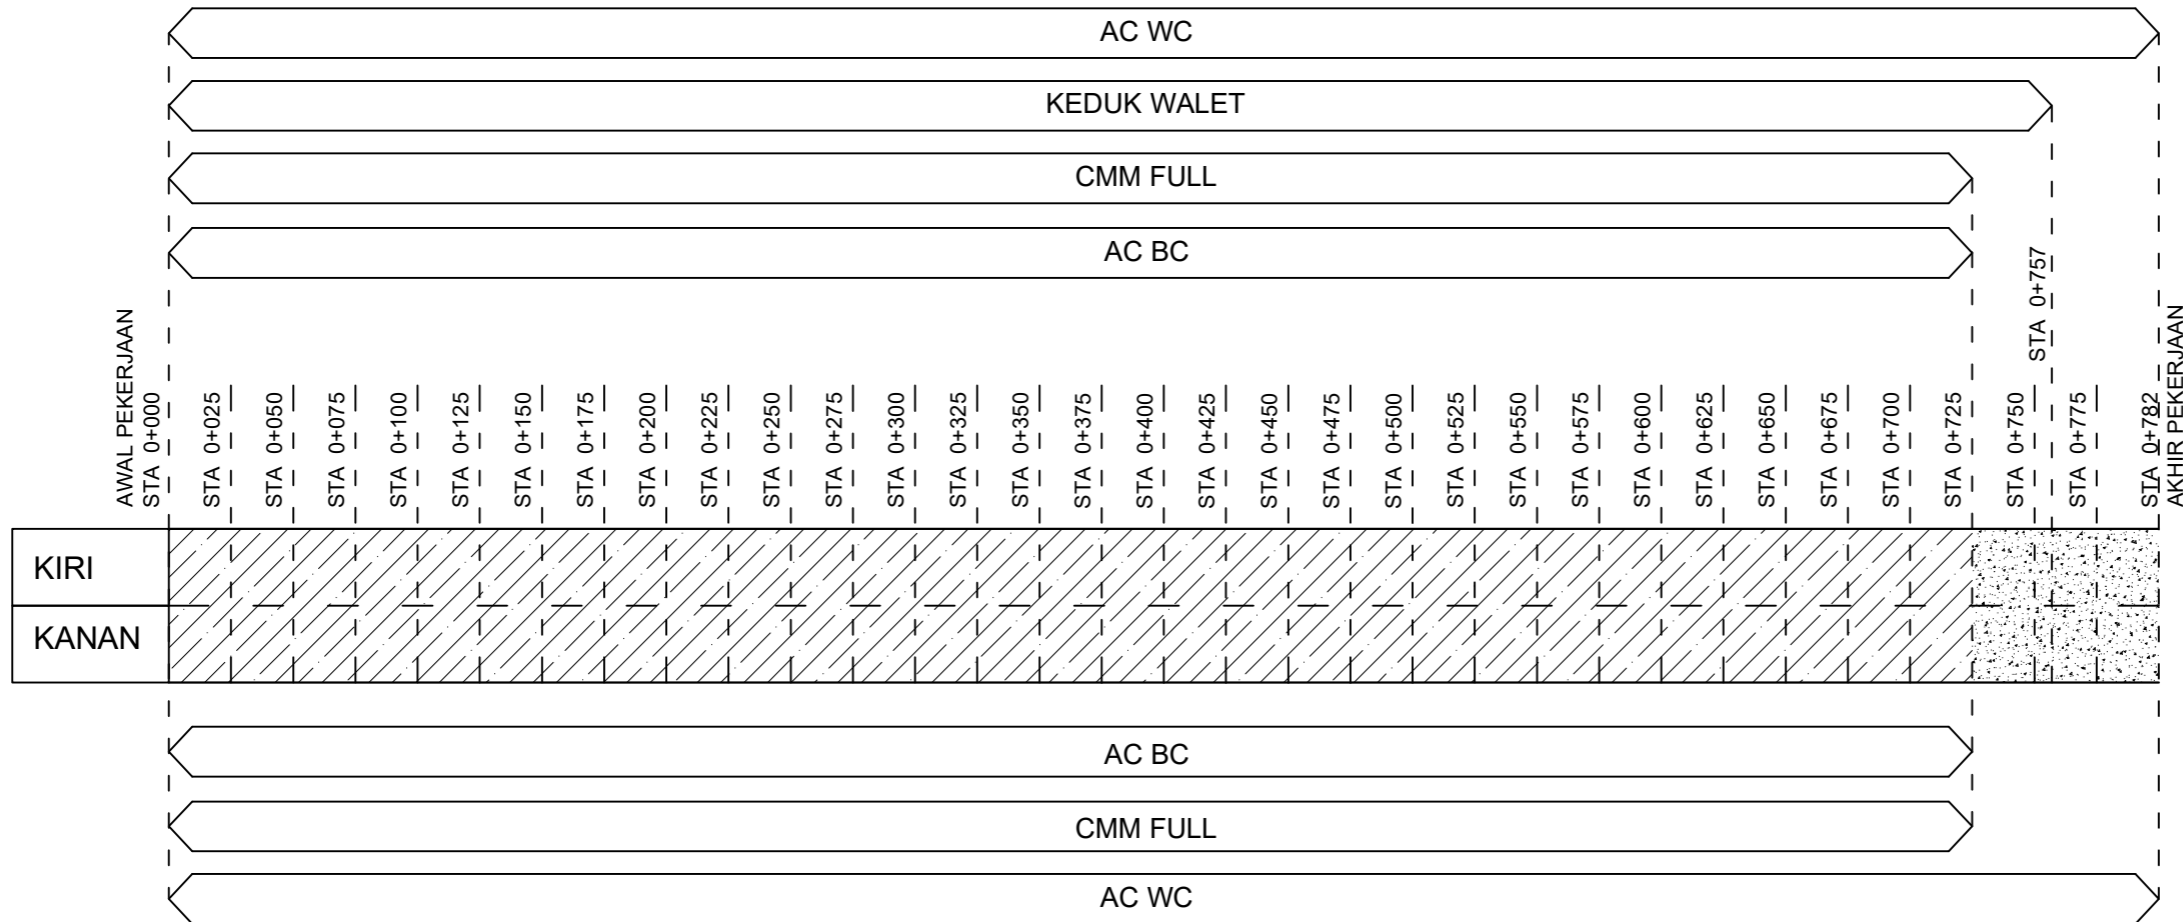 AC WC
KEDUK WALET
CMM FULL
AC BC
AWAL PEKERJAAN
STA 0+000
STA 0+025
STA 0+050
STA 0+075
STA 0+100
STA 0+125
STA 0+150
STA 0+175
STA 0+200
STA 0+225
STA 0+250
STA 0+275
STA 0+300
STA 0+325
STA 0+350
STA 0+375
STA 0+400
STA 0+425
STA 0+450
STA 0+475
STA 0+500
STA 0+525
STA 0+550
STA 0+575
STA 0+600
STA 0+625
STA 0+650
STA 0+675
STA 0+700
STA 0+725
STA 0+750
STA 0+757
STA 0+775
STA 0+782
AKHIR PEKERJAAN
KIRI
KANAN
AC BC
CMM FULL
AC WC